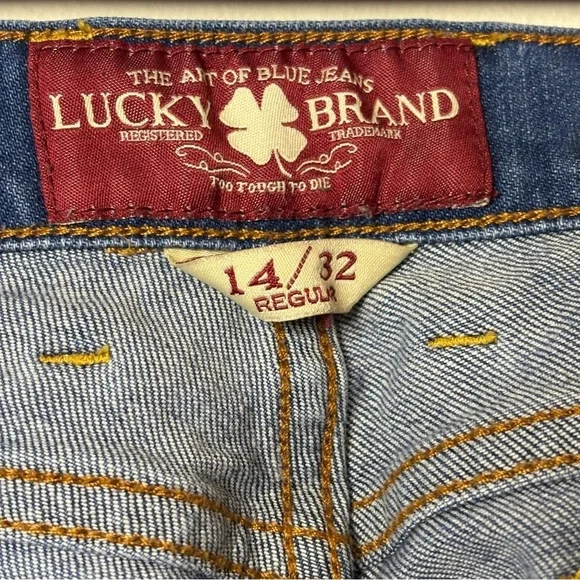 THE ART OF BLUE JEANS
LUCKY BRAND
REGISTERED TRADEMARK
TOO TOUGH TO DIE
14/32
REGULAR